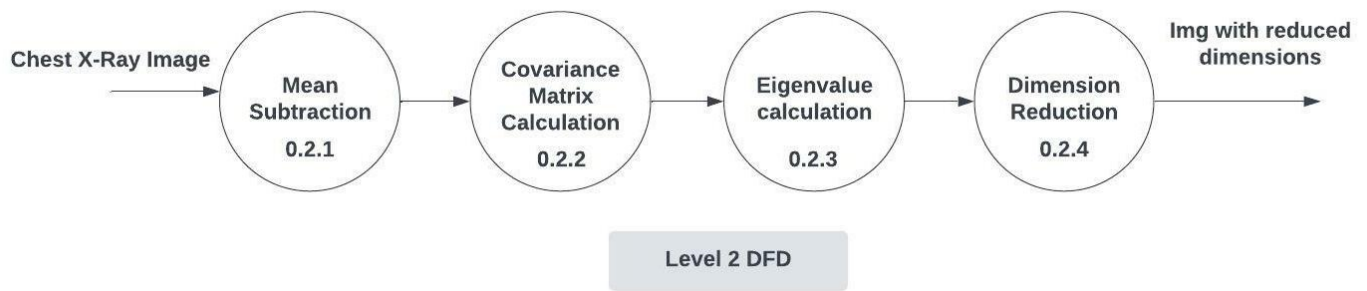 Chest X-Ray Image
Mean
Subtraction
0.2.1
Covariance
Matrix
Calculation
0.2.2
Eigenvalue
calculation
0.2.3
Dimension
Reduction
0.2.4
Img with reduced
dimensions
Level 2 DFD